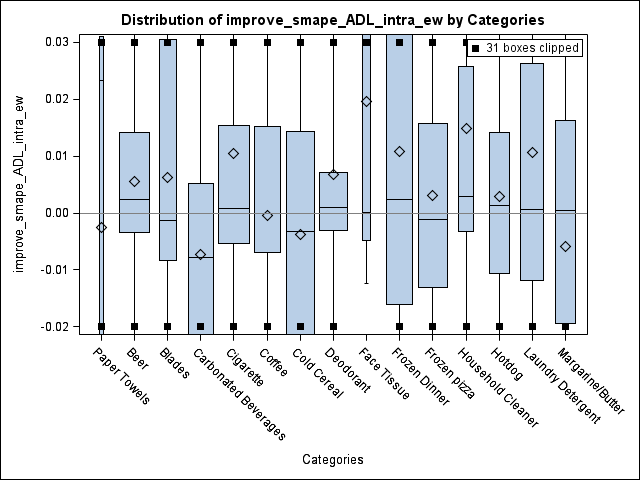 Distribution of improve_smape_ADL_intra_ew by Categories
31 boxes clipped
improve_smape_ADL_intra_ew
0.03
0.02
0.01
0.00
-0.01
-0.02
Paper Towels
Beer
Blades
Carbonated Beverages
Cigarette
Coffee
Cold Cereal
Deodorant
Face Tissue
Frozen Dinner
Frozen pizza
Household Cleaner
Hotdog
Laundry Detergent
Margarine/Butter
Categories